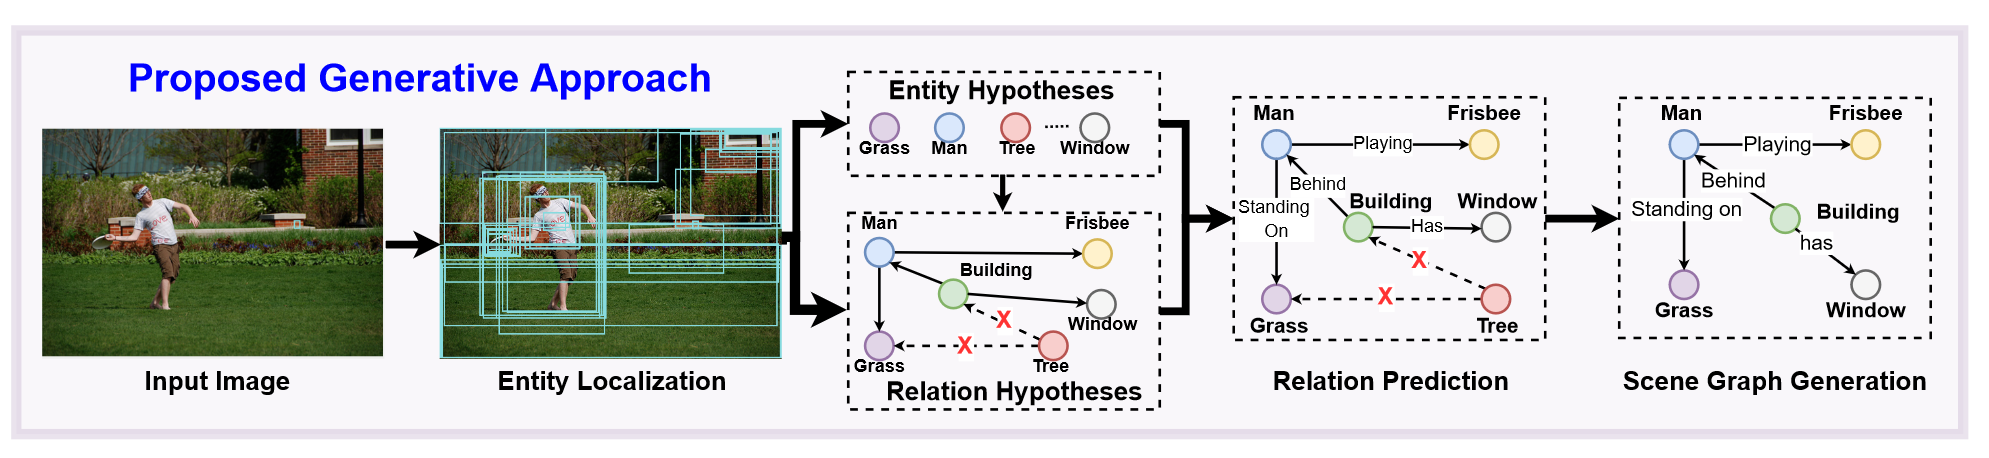 Proposed Generative Approach
Input Image
Entity Localization
Entity Hypotheses
Grass
Man
Tree
.....
Window
Man
Frisbee
Building
Window
X
X
Grass
Tree
Relation Hypotheses
Man
Frisbee
Playing
Behind
Building
Window
Standing
On
Has
X
X
Grass
Tree
Relation Prediction
Man
Frisbee
Playing
Behind
Standing on
Building
has
Grass
Window
Scene Graph Generation